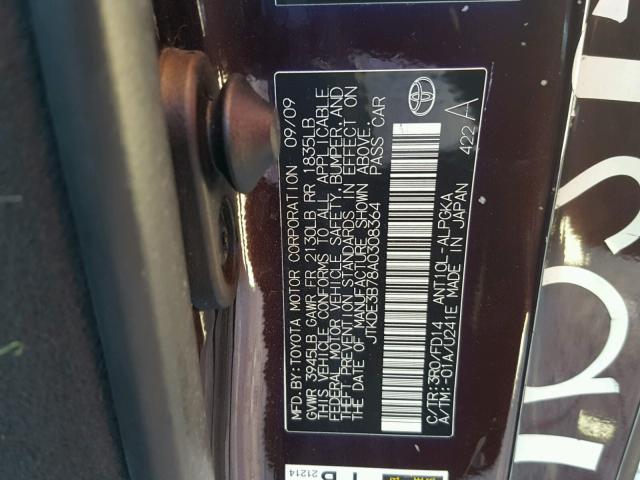 MFD. BY: TOYOTA MOTOR CORPORATION 09/09
GVWR 3945LB GAWR FR 2130LB RR 1835LB
THIS VEHICLE CONFORMS TO ALL APPLICABLE
FEDERAL MOTOR VEHICLE SAFETY, BUMPER, AND
THEFT PREVENTION STANDARDS IN EFFECT ON
THE DATE OF MANUFACTURE SHOWN ABOVE.
JTKDE3B78A0308364 PASS CAR
C/TR: 3R0/FD14 ANT10L-ALPGKA
A/TM: -01A/U241E MADE IN JAPAN
422 A
21214